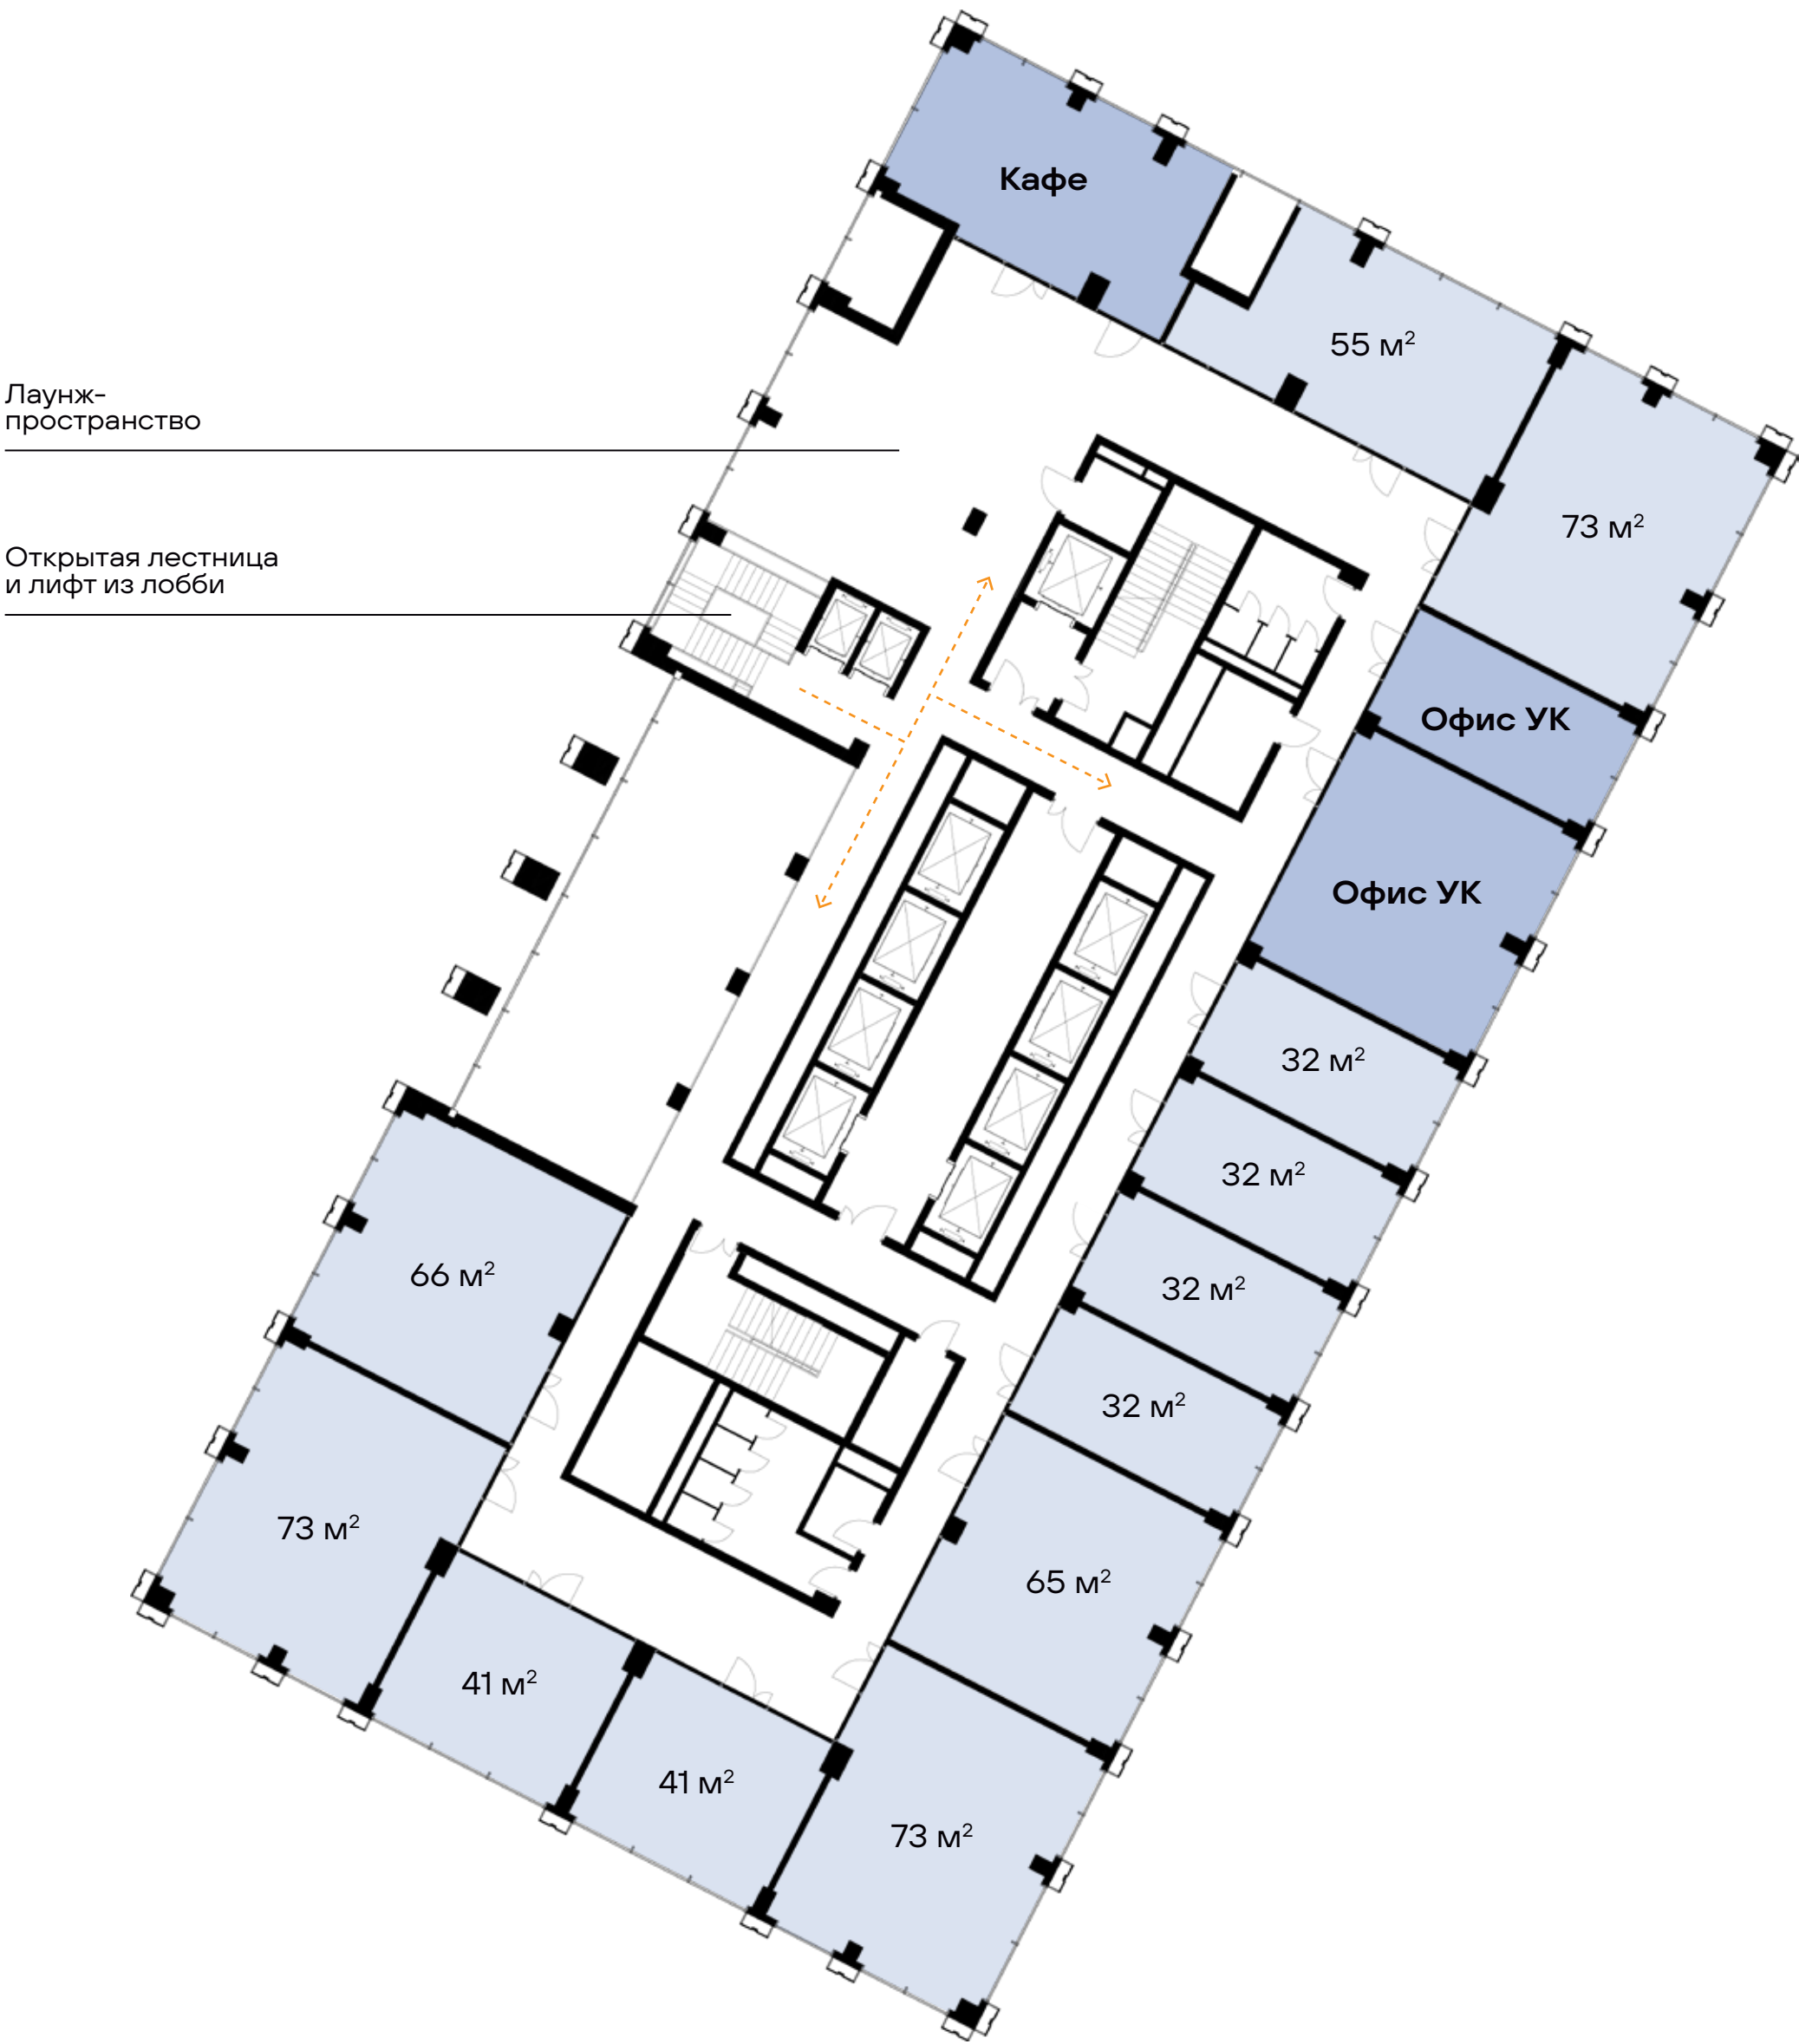 Кафе
55 м²
Лаунж-
пространство
73 м²
Открытая лестница
и лифт из лобби
Офис УК
Офис УК
32 м²
32 м²
66 м²
32 м²
32 м²
73 м²
65 м²
41 м²
41 м²
73 м²